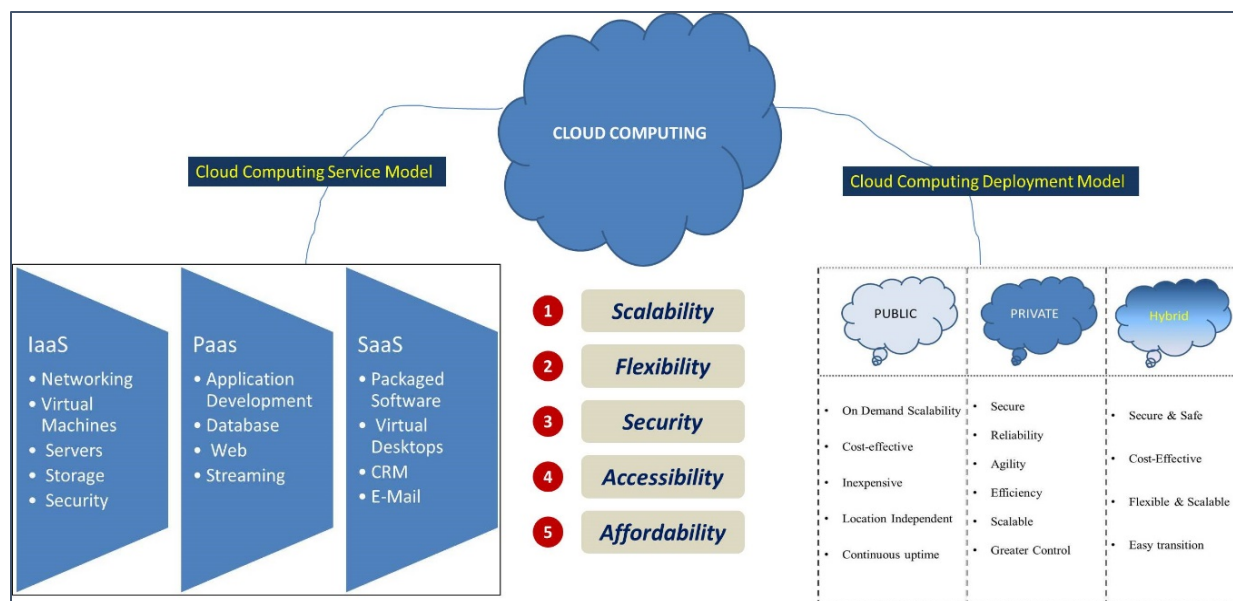 CLOUD COMPUTING
Cloud Computing Service Model
Cloud Computing Deployment Model
IaaS
• Networking
• Virtual
Machines
• Servers
• Storage
• Security
Paas
• Application
Development
• Database
• Web
• Streaming
SaaS
• Packaged
Software
• Virtual
Desktops
• CRM
• E-Mail
1 Scalability
2 Flexibility
3 Security
4 Accessibility
5 Affordability
PUBLIC
• On Demand Scalability
• Cost-effective
• Inexpensive
• Location Independent
• Continuous uptime
PRIVATE
• Secure
• Reliability
• Agility
• Efficiency
• Scalable
• Greater Control
Hybrid
• Secure & Safe
• Cost-Effective
• Flexible & Scalable
• Easy transition